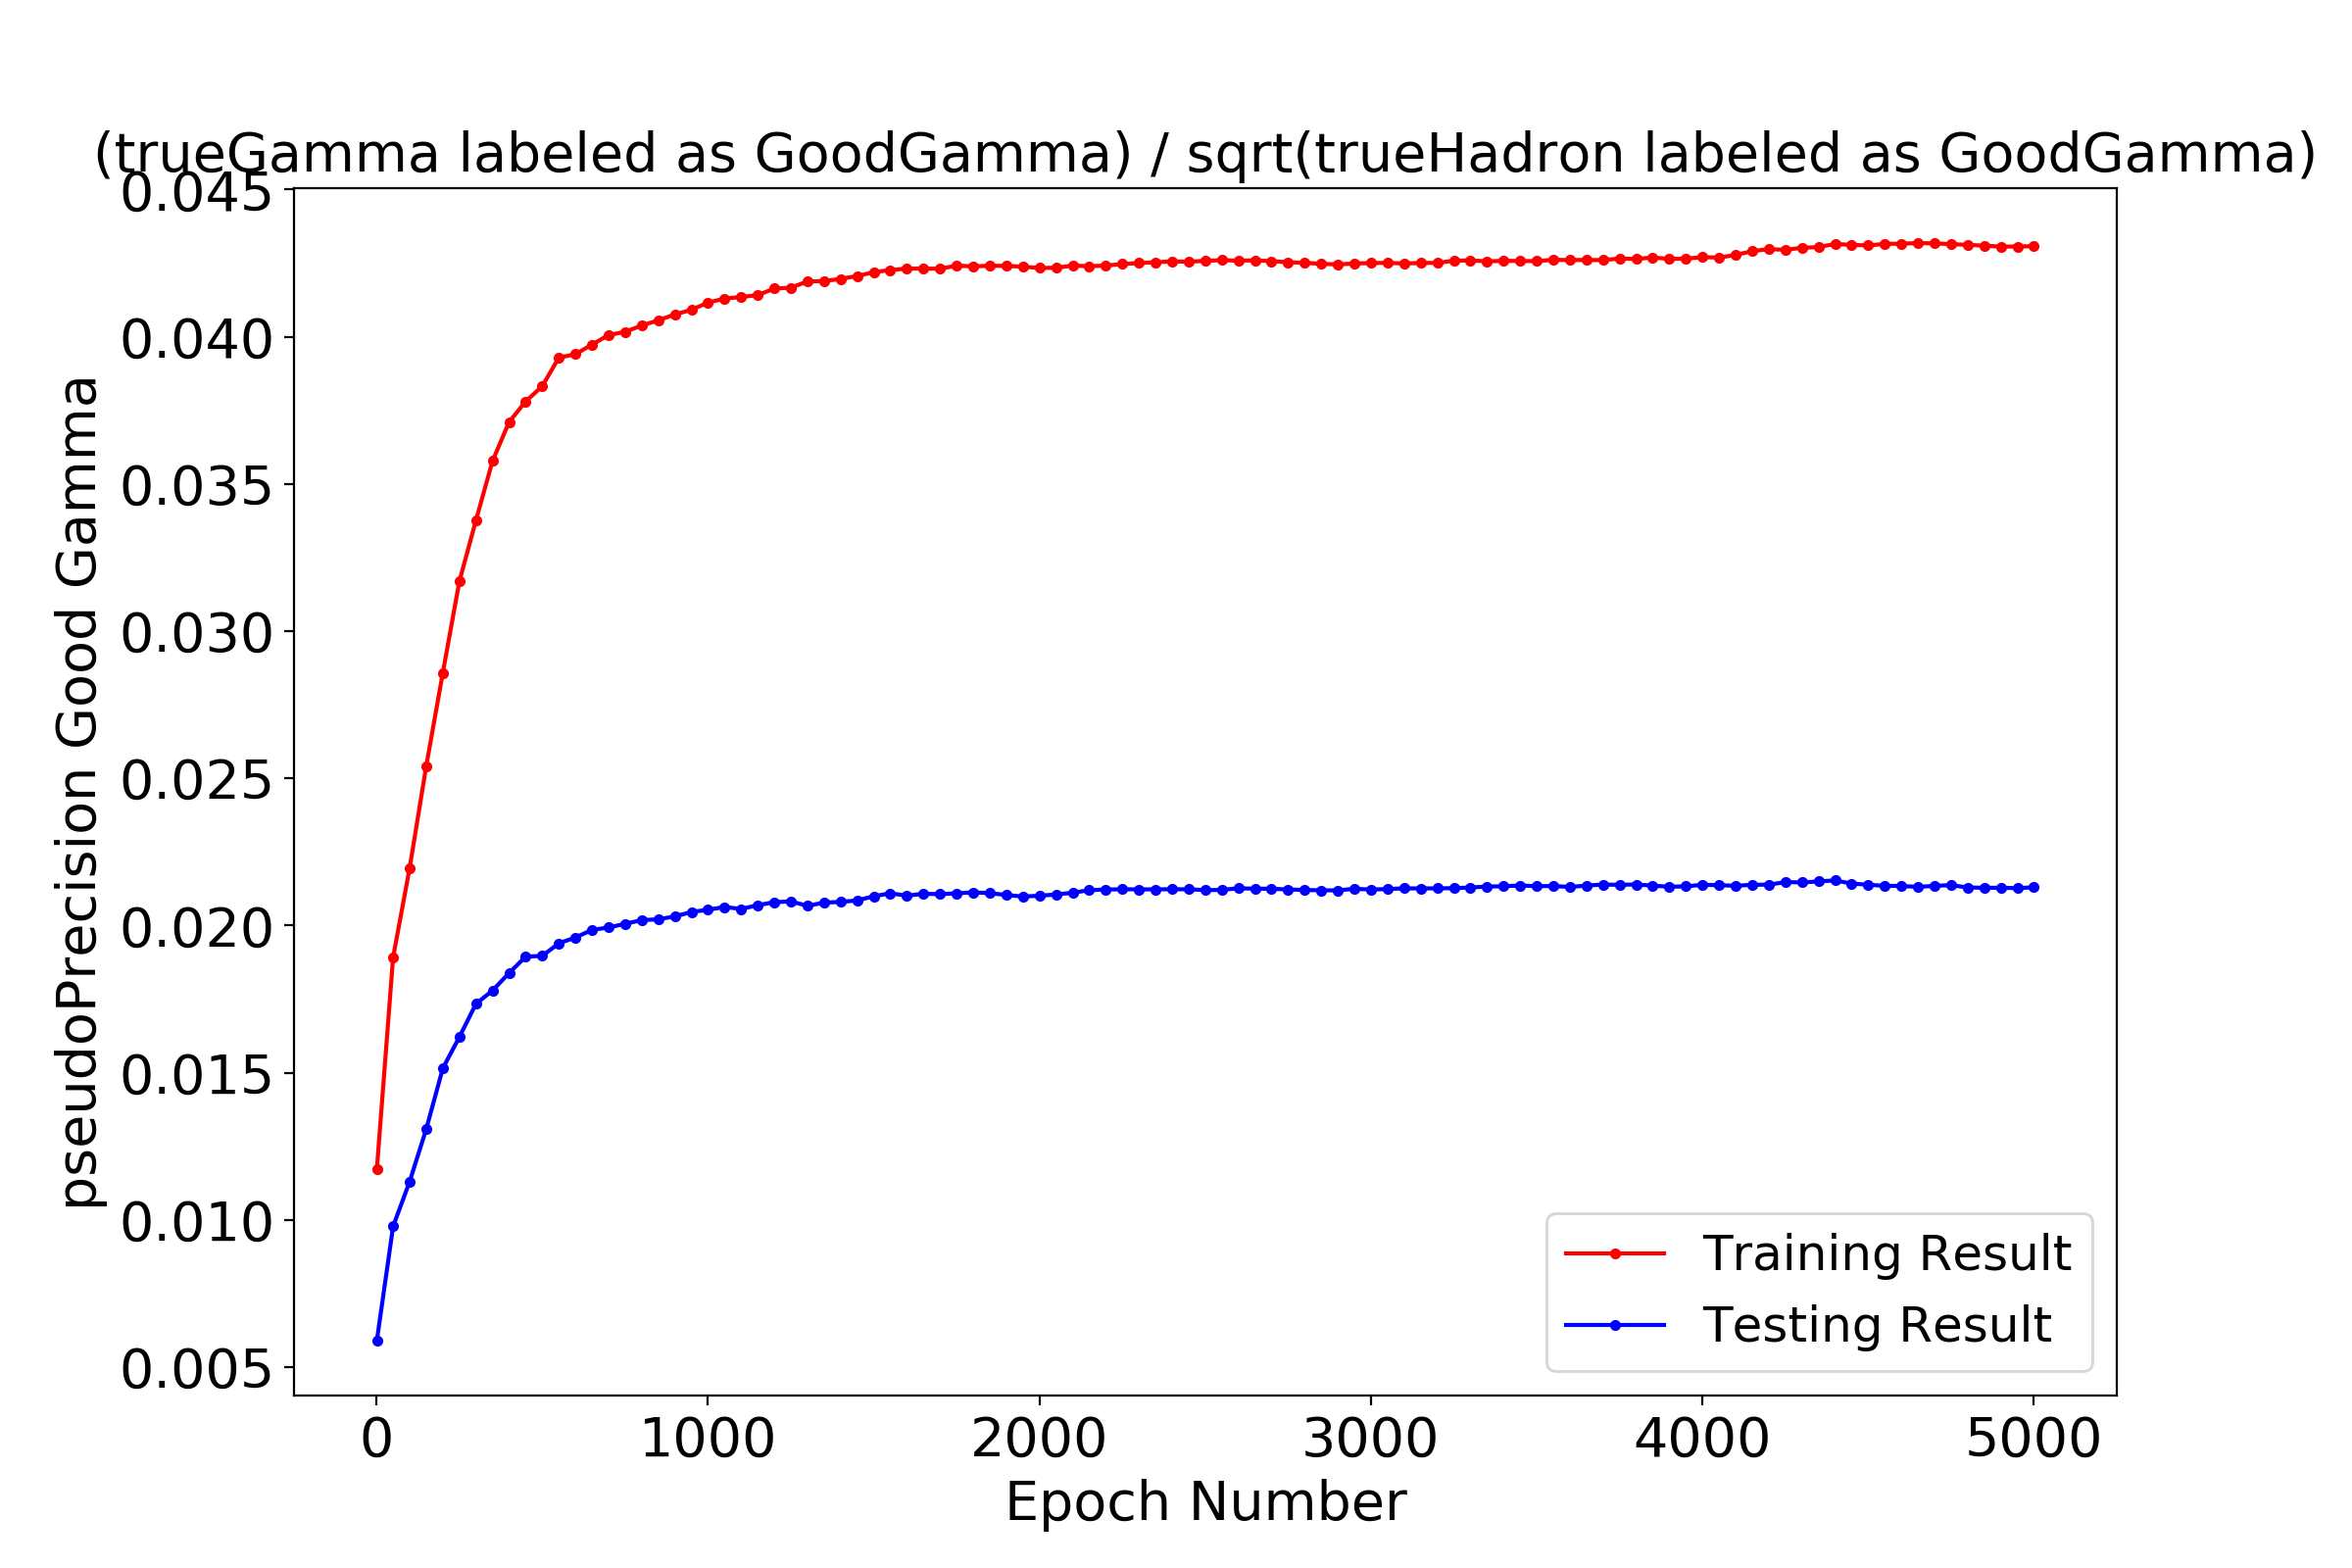 (trueGamma labeled as GoodGamma) / sqrt(trueHadron labeled as GoodGamma)
0.045
0.040
0.035
0.030
0.025
0.020
0.015
0.010
0.005
pseudoPrecision Good Gamma
Training Result
Testing Result
0 1000 2000 3000 4000 5000
Epoch Number